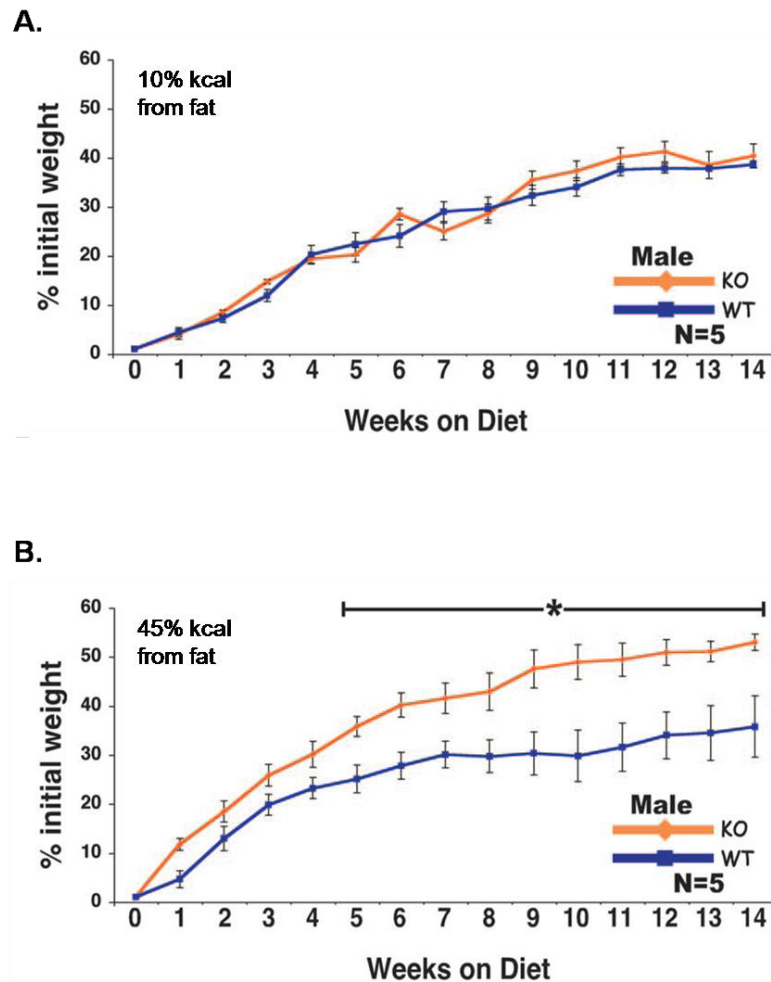 A.
60
50
40
30
20
10
0
% initial weight
10% kcal
from fat
Male
KO
WT
N=5
0 1 2 3 4 5 6 7 8 9 10 11 12 13 14
Weeks on Diet
B.
60
50
40
30
20
10
0
% initial weight
45% kcal
from fat
*
Male
KO
WT
N=5
0 1 2 3 4 5 6 7 8 9 10 11 12 13 14
Weeks on Diet